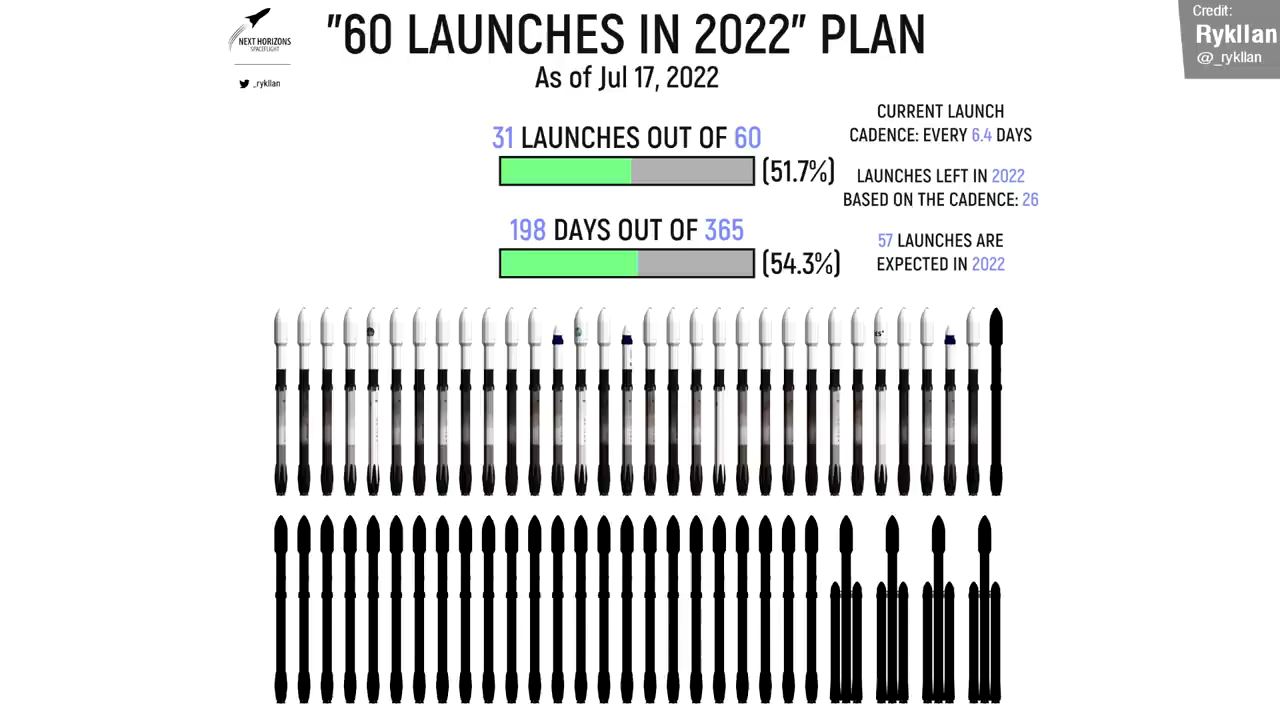 NEXT HORIZONS
SPACEFLIGHT
_rykllan
"60 LAUNCHES IN 2022" PLAN
As of Jul 17, 2022
Credit:
Rykllan
@_rykllan
31 LAUNCHES OUT OF 60
(51.7%)
198 DAYS OUT OF 365
(54.3%)
CURRENT LAUNCH
CADENCE: EVERY 6.4 DAYS
LAUNCHES LEFT IN 2022
BASED ON THE CADENCE: 26
57 LAUNCHES ARE
EXPECTED IN 2022